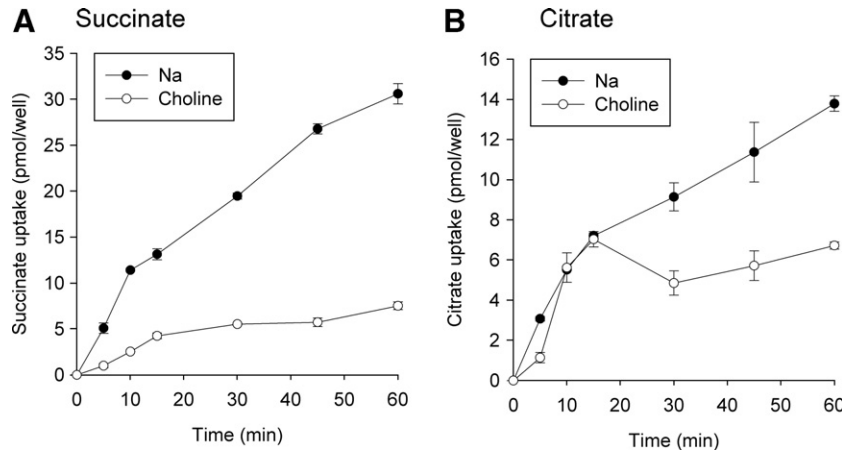 A Succinate
Succinate uptake (pmol/well)
35
30
25
20
15
10
5
0
Na
Choline
0 10 20 30 40 50 60
Time (min)
B Citrate
Citrate uptake (pmol/well)
16
14
12
10
8
6
4
2
0
Na
Choline
0 10 20 30 40 50 60
Time (min)